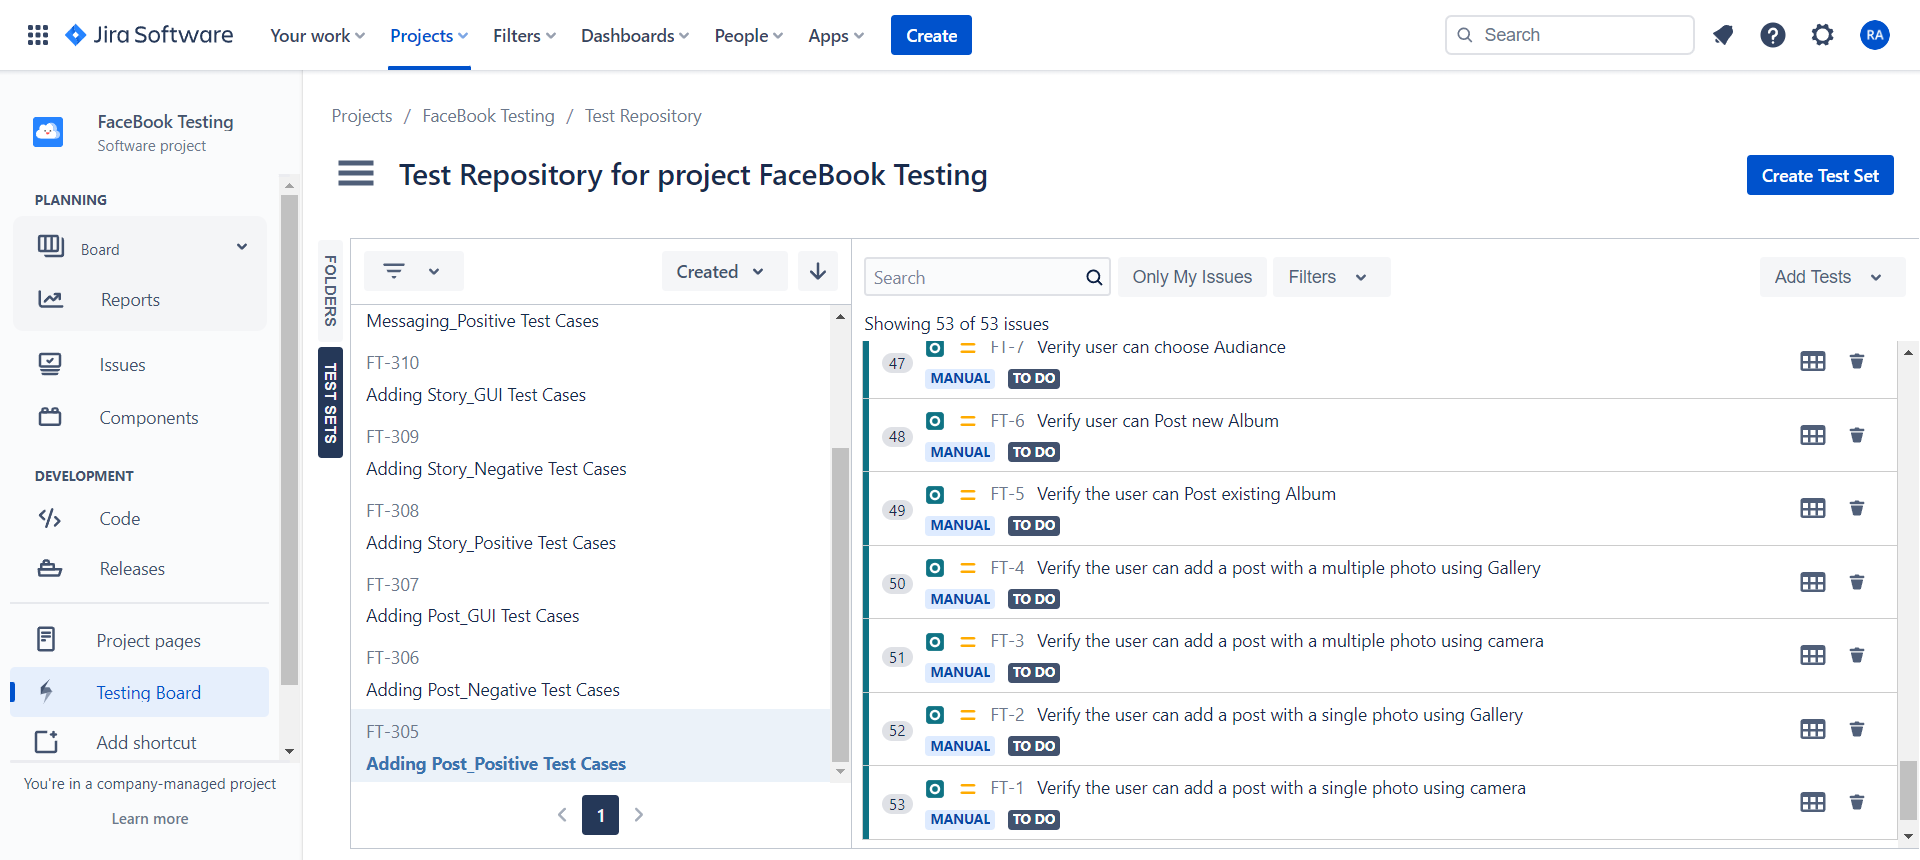 Jira Software
Your work
Projects
Filters
Dashboards
People
Apps
Create
Search
RA
FaceBook Testing
Software project
PLANNING
Board
Reports
Issues
Components
DEVELOPMENT
Code
Releases
Project pages
Testing Board
Add shortcut
You're in a company-managed project
Learn more
Projects / FaceBook Testing / Test Repository
Test Repository for project FaceBook Testing
Create Test Set
FOLDERS
TEST SETS
Created
Messaging_Positive Test Cases
FT-310
Adding Story_GUI Test Cases
FT-309
Adding Story_Negative Test Cases
FT-308
Adding Story_Positive Test Cases
FT-307
Adding Post_GUI Test Cases
FT-306
Adding Post_Negative Test Cases
FT-305
Adding Post_Positive Test Cases
1
Search
Only My Issues
Filters
Add Tests
Showing 53 of 53 issues
47 FT-7 Verify user can choose Audiance
MANUAL TO DO
48 FT-6 Verify user can Post new Album
MANUAL TO DO
49 FT-5 Verify the user can Post existing Album
MANUAL TO DO
50 FT-4 Verify the user can add a post with a multiple photo using Gallery
MANUAL TO DO
51 FT-3 Verify the user can add a post with a multiple photo using camera
MANUAL TO DO
52 FT-2 Verify the user can add a post with a single photo using Gallery
MANUAL TO DO
53 FT-1 Verify the user can add a post with a single photo using camera
MANUAL TO DO